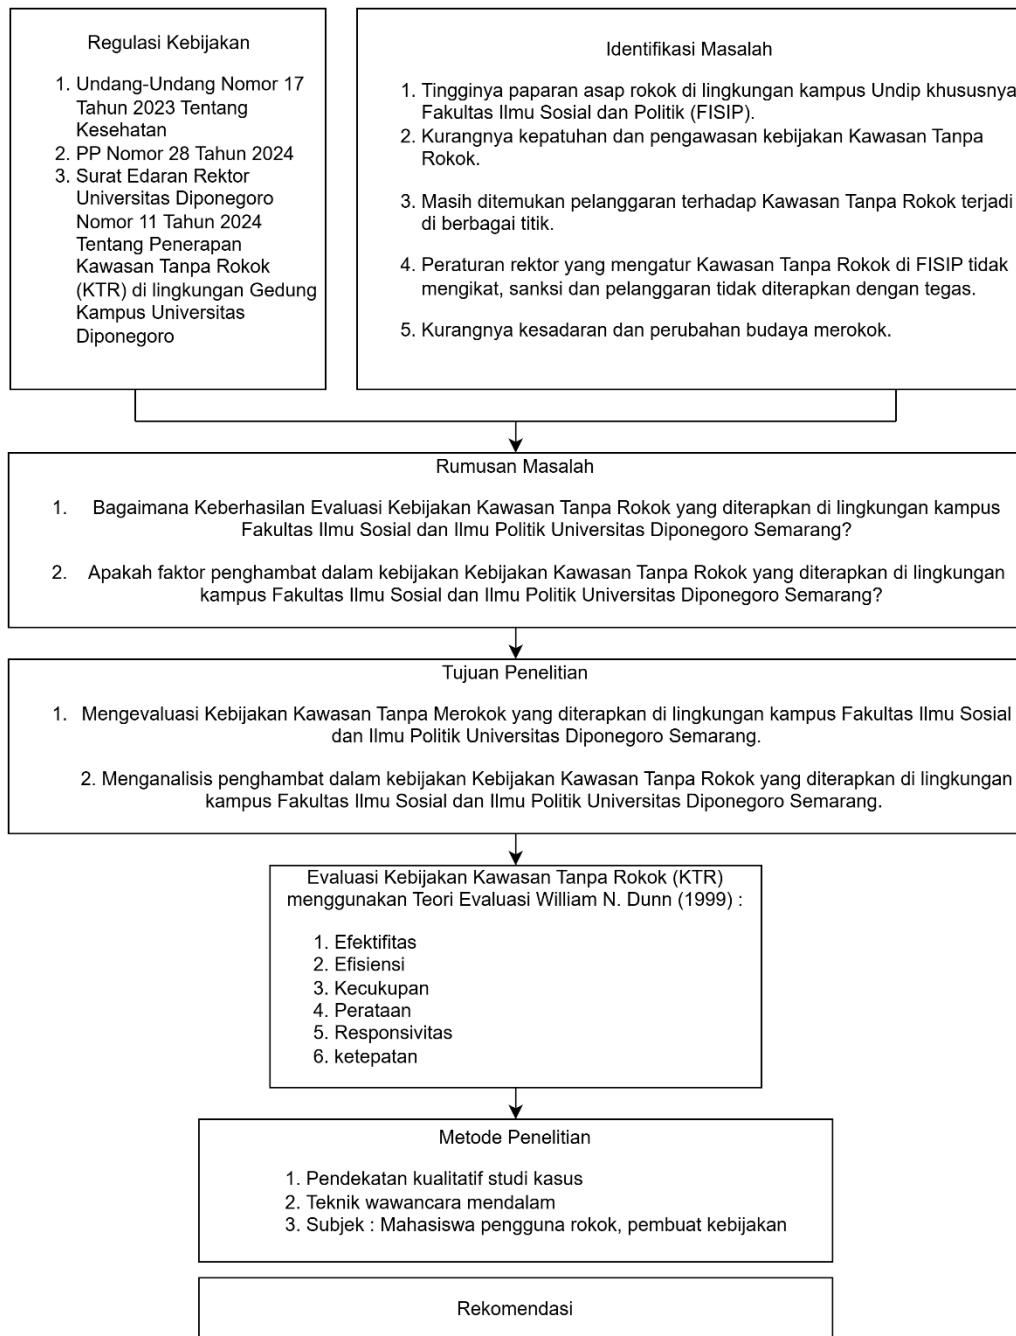 Regulasi Kebijakan
1. Undang-Undang Nomor 17
Tahun 2023 Tentang
Kesehatan
2. PP Nomor 28 Tahun 2024
3. Surat Edaran Rektor
Universitas Diponegoro
Nomor 11 Tahun 2024
Tentang Penerapan
Kawasan Tanpa Rokok
(KTR) di lingkungan Gedung
Kampus Universitas
Diponegoro
Identifikasi Masalah
1. Tingginya paparan asap rokok di lingkungan kampus Undip khususnya
Fakultas Ilmu Sosial dan Politik (FISIP).
2. Kurangnya kepatuhan dan pengawasan kebijakan Kawasan Tanpa
Rokok.
3. Masih ditemukan pelanggaran terhadap Kawasan Tanpa Rokok terjadi
di berbagai titik.
4. Peraturan rektor yang mengatur Kawasan Tanpa Rokok di FISIP tidak
mengikat, sanksi dan pelanggaran tidak diterapkan dengan tegas.
5. Kurangnya kesadaran dan perubahan budaya merokok.
Rumusan Masalah
1. Bagaimana Keberhasilan Evaluasi Kebijakan Kawasan Tanpa Rokok yang diterapkan di lingkungan kampus
Fakultas Ilmu Sosial dan Ilmu Politik Universitas Diponegoro Semarang?
2. Apakah faktor penghambat dalam kebijakan Kebijakan Kawasan Tanpa Rokok yang diterapkan di lingkungan
kampus Fakultas Ilmu Sosial dan Ilmu Politik Universitas Diponegoro Semarang?
Tujuan Penelitian
1. Mengevaluasi Kebijakan Kawasan Tanpa Merokok yang diterapkan di lingkungan kampus Fakultas Ilmu Sosial
dan Ilmu Politik Universitas Diponegoro Semarang.
2. Menganalisis penghambat dalam kebijakan Kebijakan Kawasan Tanpa Rokok yang diterapkan di lingkungan
kampus Fakultas Ilmu Sosial dan Ilmu Politik Universitas Diponegoro Semarang.
Evaluasi Kebijakan Kawasan Tanpa Rokok (KTR)
menggunakan Teori Evaluasi William N. Dunn (1999) :
1. Efektifitas
2. Efisiensi
3. Kecukupan
4. Perataan
5. Responsivitas
6. ketepatan
Metode Penelitian
1. Pendekatan kualitatif studi kasus
2. Teknik wawancara mendalam
3. Subjek : Mahasiswa pengguna rokok, pembuat kebijakan
Rekomendasi